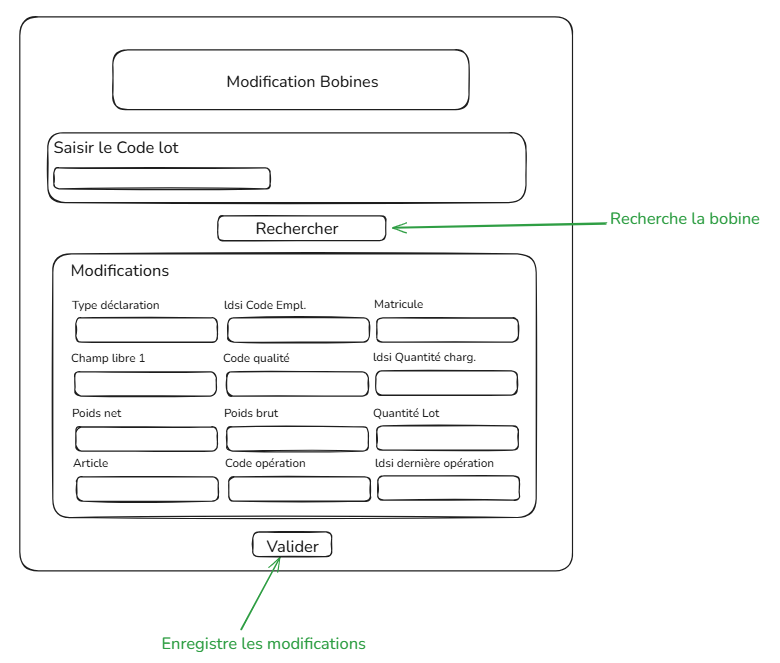 Modification Bobines
Saisir le Code lot
Rechercher
Recherche la bobine
Modifications
Type déclaration
ldsi Code Empl.
Matricule
Champ libre 1
Code qualité
ldsi Quantité charg.
Poids net
Poids brut
Quantité Lot
Article
Code opération
ldsi dernière opération
Valider
Enregistre les modifications